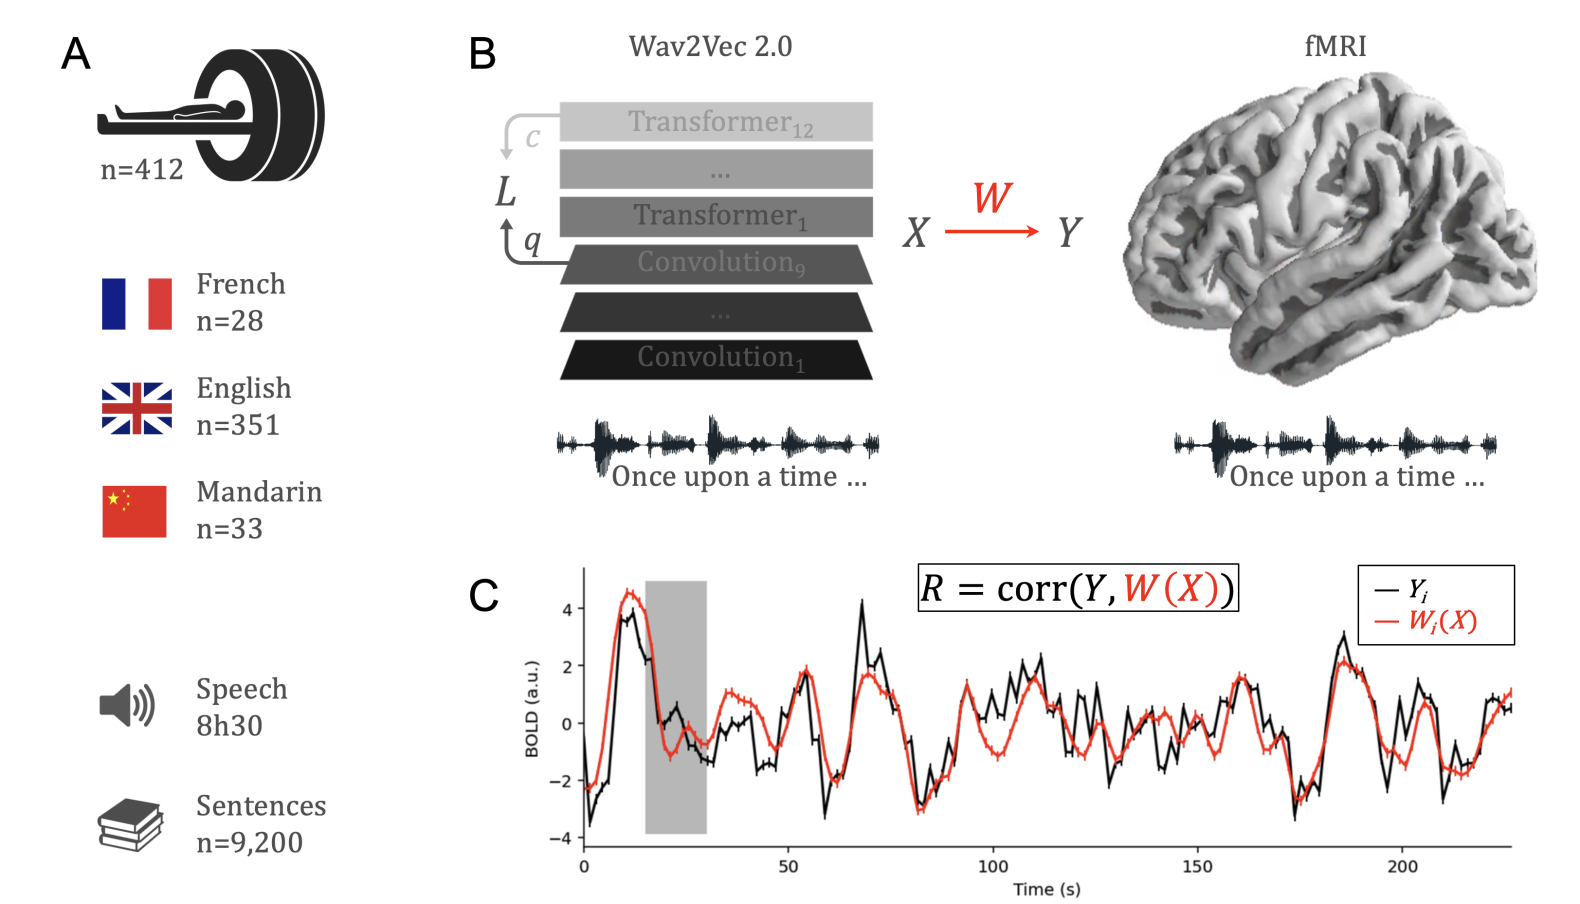 A
n=412
French
n=28
English
n=351
Mandarin
n=33
Speech
8h30
Sentences
n=9,200
B
Wav2Vec 2.0
fMRI
Transformer₁₂
c
...
L
Transformer₁
q
Convolution₉
...
Convolution₁
X W Y
Once upon a time ...
Once upon a time ...
C
R = corr(Y, W(X))
Yᵢ
Wᵢ(X)
BOLD (a.u.)
4
2
0
−2
−4
0 50 100 150 200
Time (s)